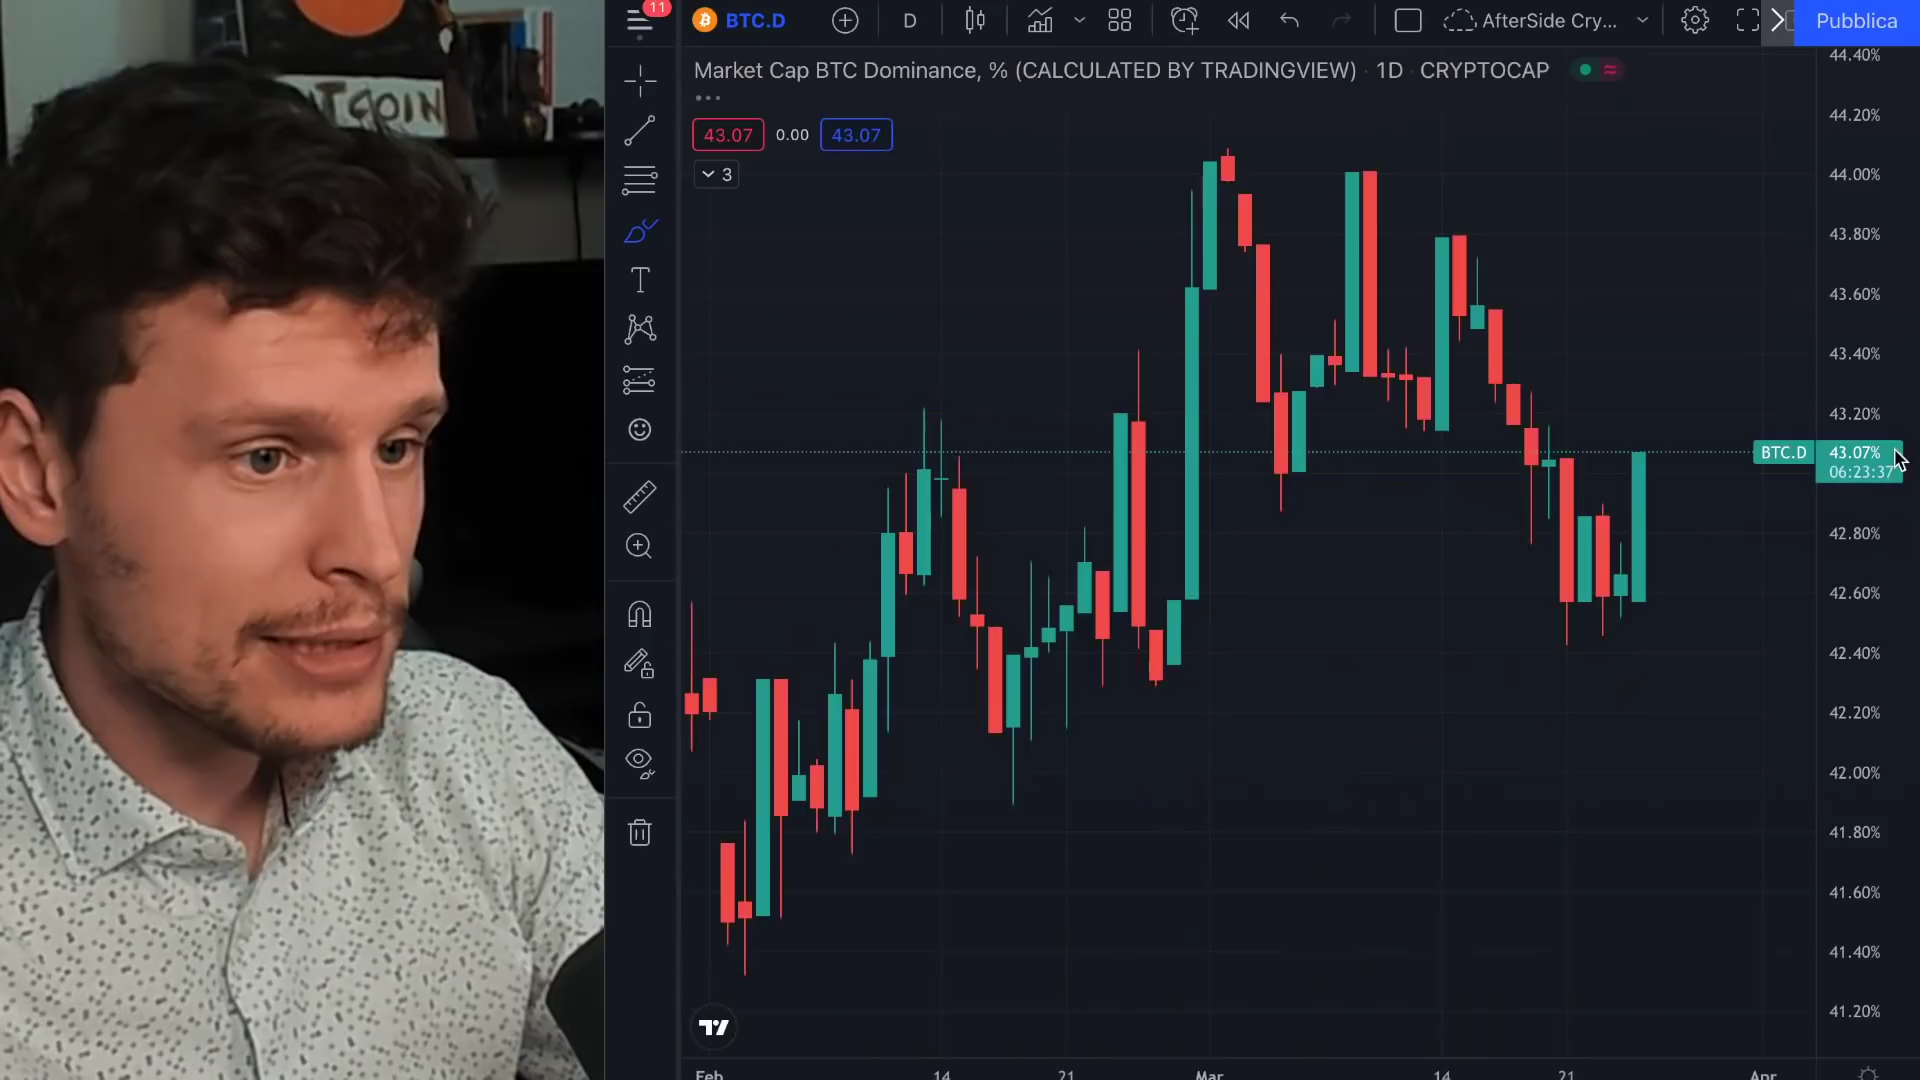 11
BTC.D
D
AfterSide Cry...
Pubblica
Market Cap BTC Dominance, % (CALCULATED BY TRADINGVIEW) · 1D · CRYPTOCAP
43.07 0.00 43.07
3
TCOIN
44.40%
44.20%
44.00%
43.80%
43.60%
43.40%
43.20%
BTC.D 43.07%
06:23:37
42.80%
42.60%
42.40%
42.20%
42.00%
41.80%
41.60%
41.40%
41.20%
Feb 14 21 Mar 14 21 Apr